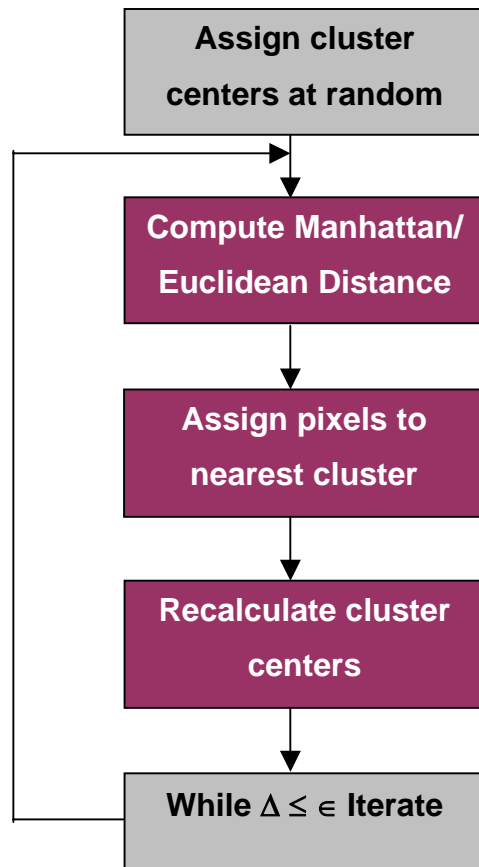 Assign cluster
centers at random
Compute Manhattan/
Euclidean Distance
Assign pixels to
nearest cluster
Recalculate cluster
centers
While Δ ≤ ∈ Iterate